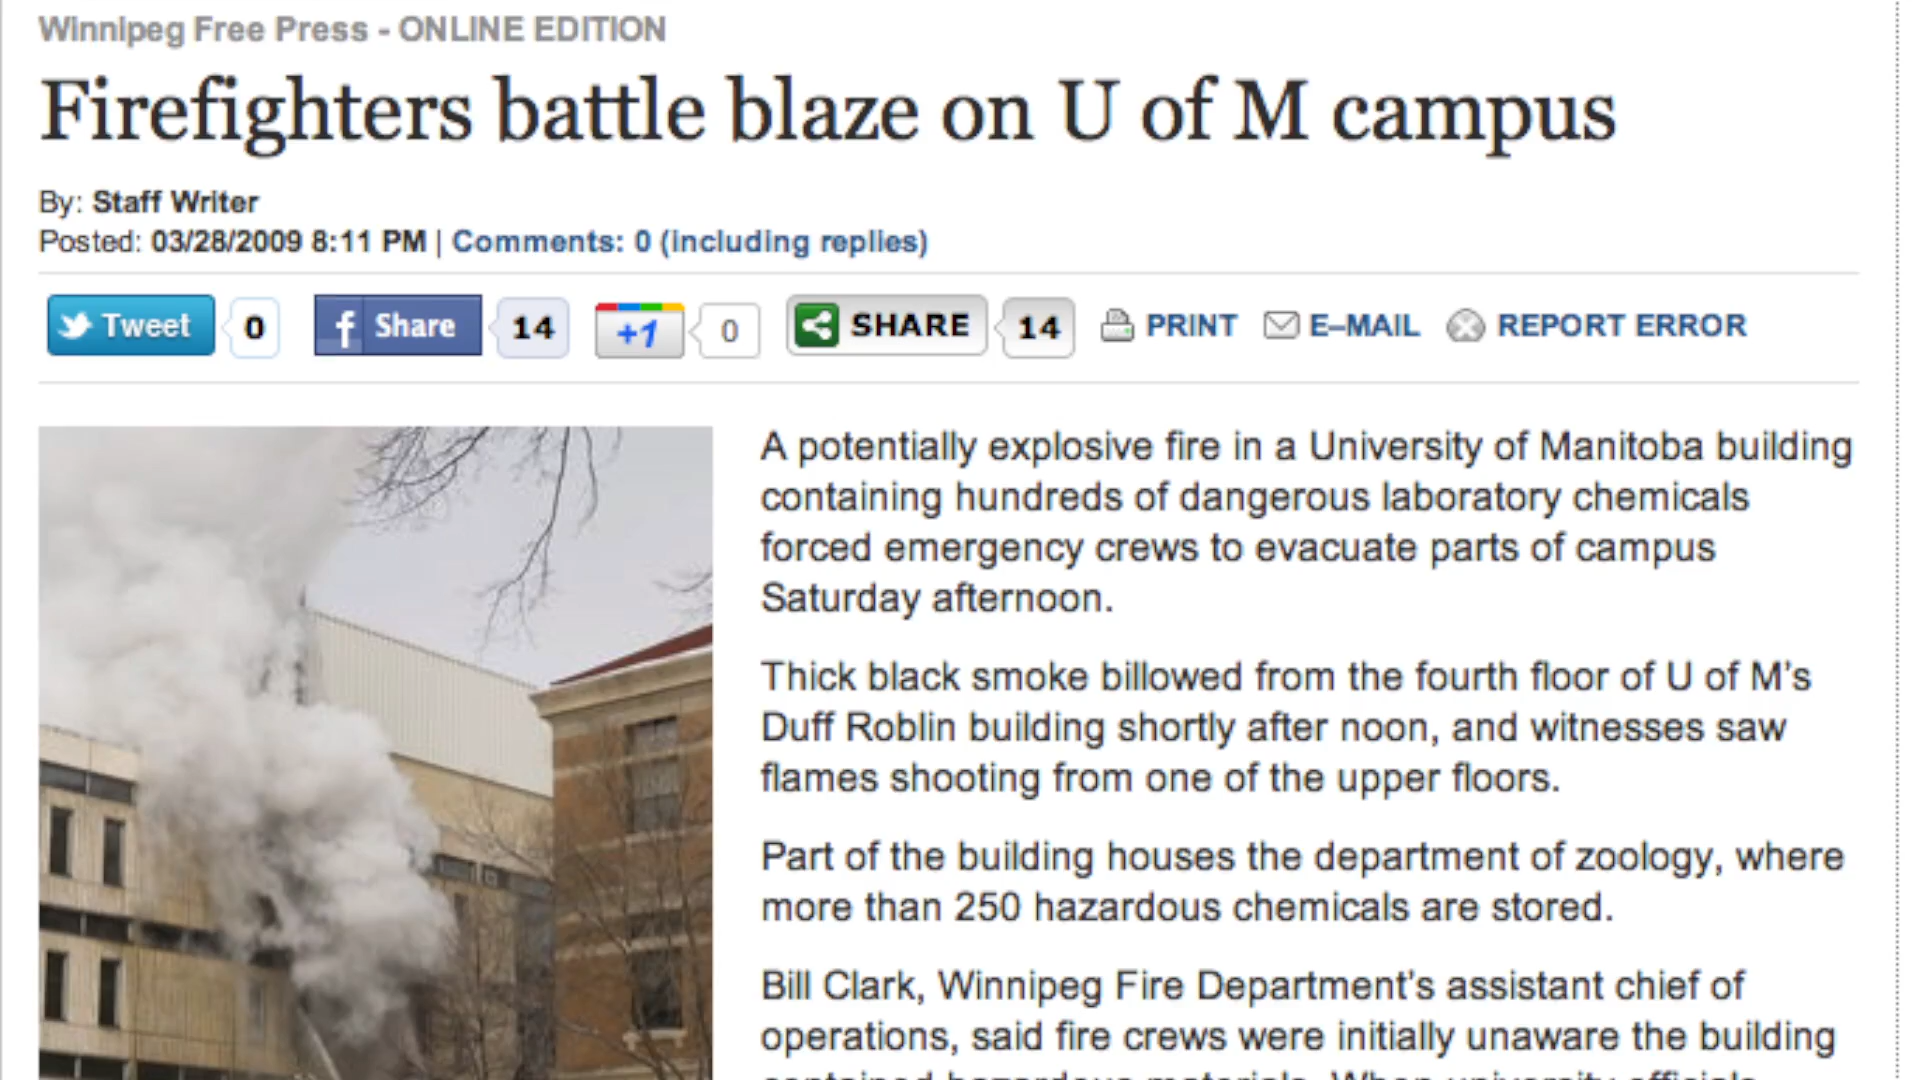 Winnipeg Free Press - ONLINE EDITION
Firefighters battle blaze on U of M campus
By: Staff Writer
Posted: 03/28/2009 8:11 PM | Comments: 0 (including replies)
Tweet 0 f Share 14 +1 0 SHARE 14 PRINT E-MAIL REPORT ERROR
A potentially explosive fire in a University of Manitoba building
containing hundreds of dangerous laboratory chemicals
forced emergency crews to evacuate parts of campus
Saturday afternoon.
Thick black smoke billowed from the fourth floor of U of M's
Duff Roblin building shortly after noon, and witnesses saw
flames shooting from one of the upper floors.
Part of the building houses the department of zoology, where
more than 250 hazardous chemicals are stored.
Bill Clark, Winnipeg Fire Department's assistant chief of
operations, said fire crews were initially unaware the building
contained hazardous materials. When university officials